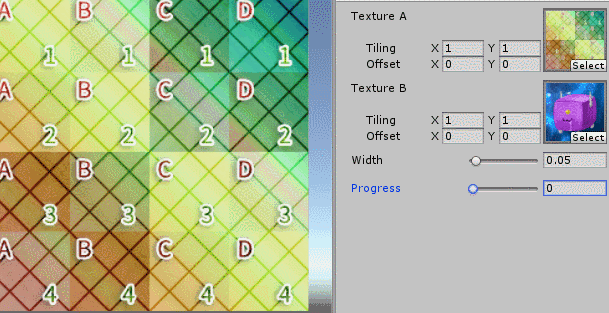 A B C D
1 1 1 1
A B C D
2 2 2 2
A B C D
3 3 3 3
A B C D
4 4 4 4
Texture A
Tiling X 1 Y 1
Offset X 0 Y 0
Select
Texture B
Tiling X 1 Y 1
Offset X 0 Y 0
Select
Width 0.05
Progress 0